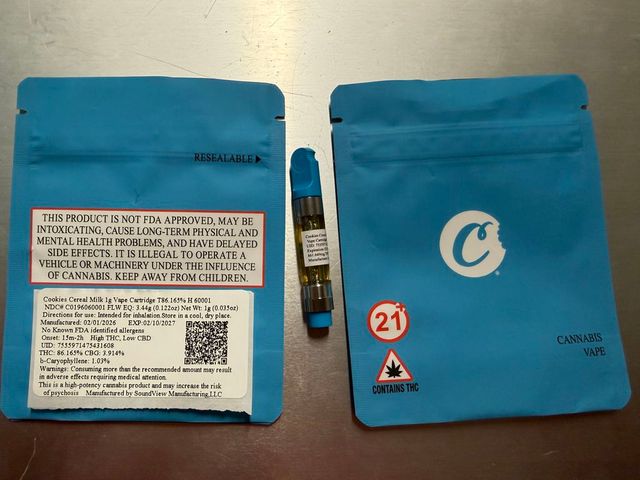 RESEALABLE
THIS PRODUCT IS NOT FDA APPROVED, MAY BE
INTOXICATING, CAUSE LONG-TERM PHYSICAL AND
MENTAL HEALTH PROBLEMS, AND HAVE DELAYED
SIDE EFFECTS. IT IS ILLEGAL TO OPERATE A
VEHICLE OR MACHINERY UNDER THE INFLUENCE
OF CANNABIS. KEEP AWAY FROM CHILDREN.
Cookies Cereal Milk 1g Vape Cartridge T86.165% H 60001
NDC# C0196060001 FLW EQ: 3.44g (0.122oz) Net Wt: 1g (0.035oz)
Directions for use: Intended for inhalation.Store in a cool, dry place.
Manufactured: 02/01/2026 EXP:02/10/2027
No Known FDA identified allergens
Onset: 15m-2h High THC, Low CBD
UID: 7555971475431608
THC: 86.165% CBG: 3.914%
b-Caryophyllene: 1.03%
Warnings: Consuming more than the recommended amount may result
in adverse effects requiring medical attention.
This is a high-potency cannabis product and may increase the risk
of psychosis Manufactured by SoundView Manufacturing,LLC
C
21+
CONTAINS THC
CANNABIS
VAPE